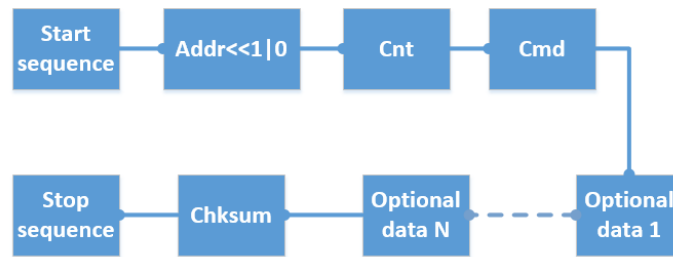 Start
sequence
Addr<<1|0
Cnt
Cmd
Stop
sequence
Chksum
Optional
data N
Optional
data 1